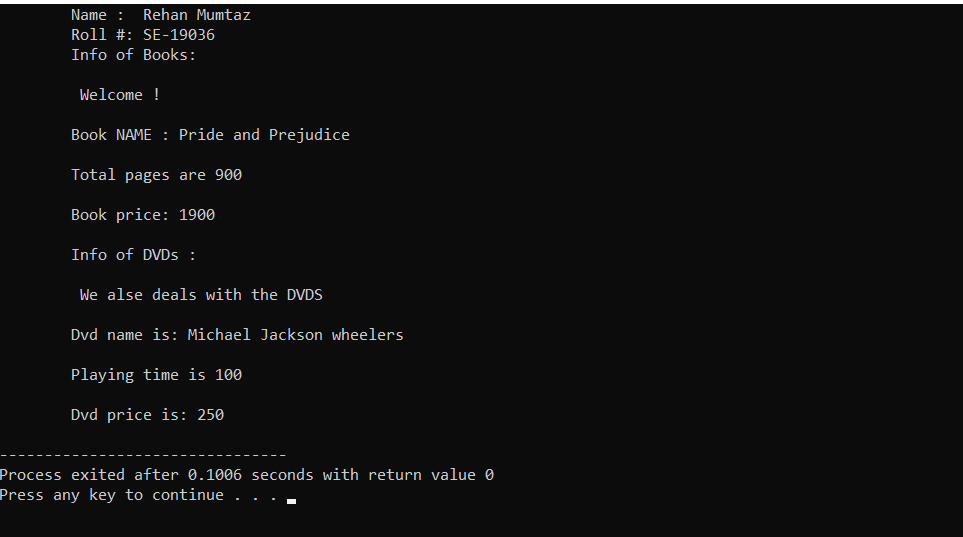 Name :  Rehan Mumtaz
Roll #: SE-19036
Info of Books:
Welcome !
Book NAME : Pride and Prejudice
Total pages are 900
Book price: 1900
Info of DVDs :
We alse deals with the DVDS
Dvd name is: Michael Jackson wheelers
Playing time is 100
Dvd price is: 250
--------------------------------
Process exited after 0.1006 seconds with return value 0
Press any key to continue . . .